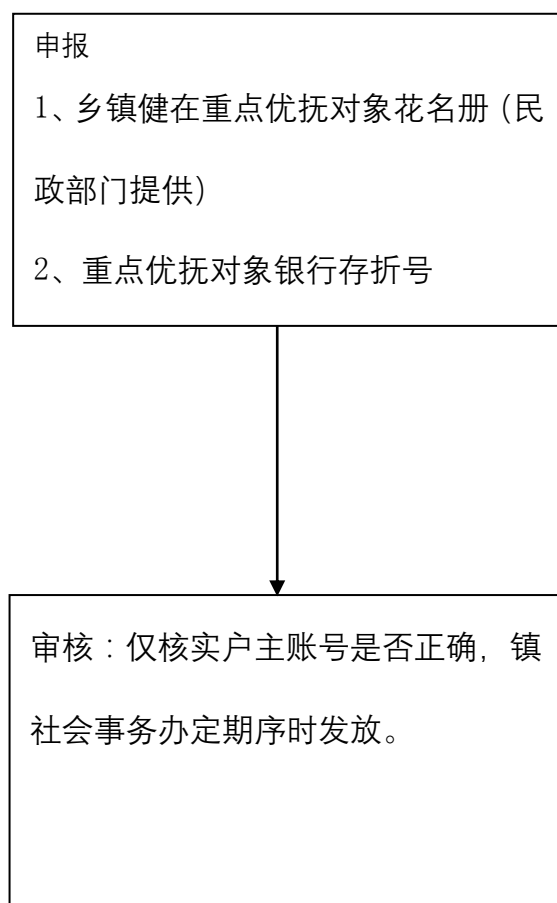 申报
1、乡镇健在重点优抚对象花名册（民
政部门提供）
2、重点优抚对象银行存折号
审核：仅核实户主账号是否正确，镇
社会事务办定期序时发放。